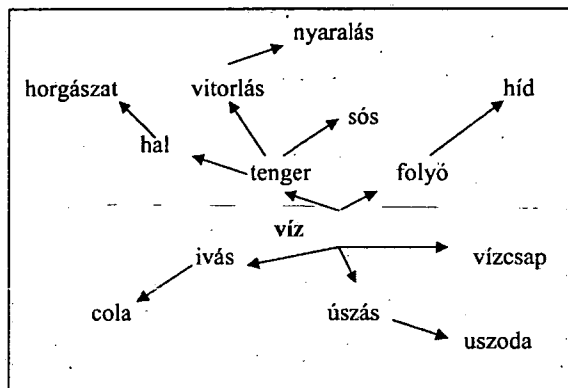 nyaralás
horgászat vitorlás híd
sós
hal
tenger folyó
víz
ivás vízcsap
cola úszás
uszoda